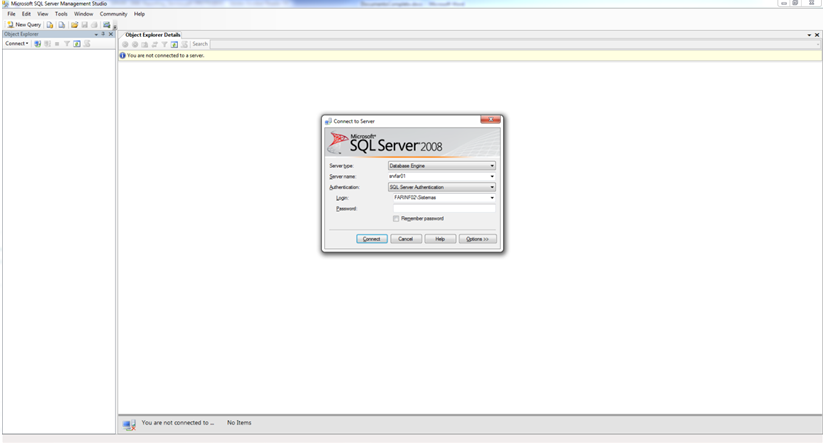 Microsoft SQL Server Management Studio
File Edit View Tools Window Community Help
New Query
Object Explorer
Connect
Object Explorer Details
Search
You are not connected to a server.
Connect to Server
Microsoft®
SQL Server 2008
Server type: Database Engine
Server name: srvfar01
Authentication: SQL Server Authentication
Login: FARINF02\Sistemas
Password:
Remember password
Connect Cancel Help Options >>
You are not connected to ... No Items